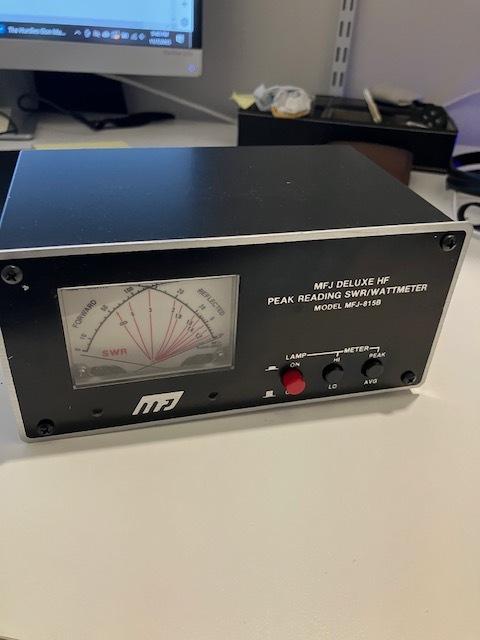 MFJ DELUXE HF
PEAK READING SWR/WATTMETER
MODEL MFJ-815B
FORWARD
REFLECTED
SWR
LAMP
METER
ON
HI
PEAK
LO
AVG
MFJ